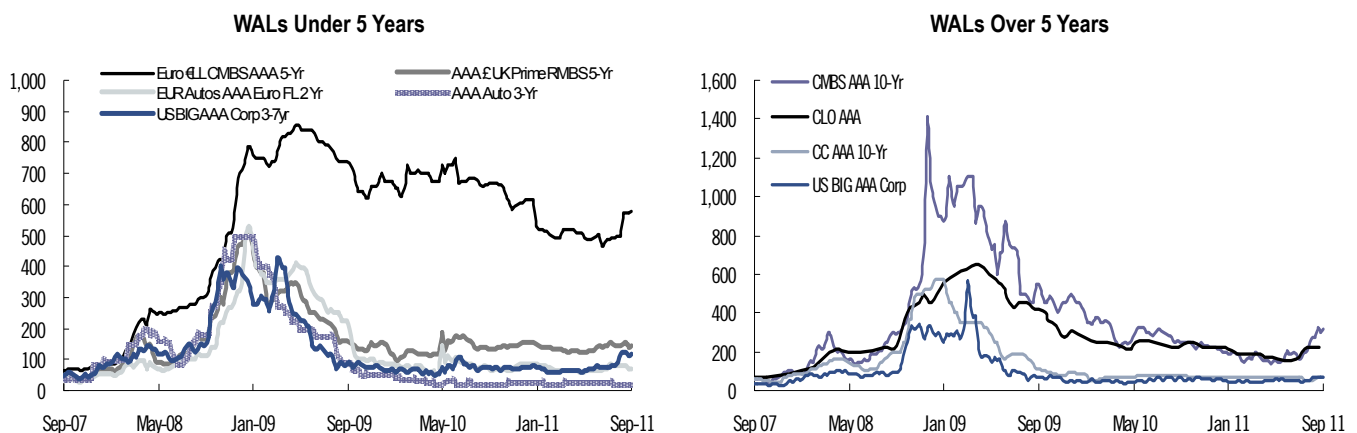 WALs Under 5 Years
1,000
900
800
700
600
500
400
300
200
100
0
Euro €LL CMBS AAA 5-Yr
AAA £ UK Prime RMBS 5-Yr
EUR Autos AAA Euro FL 2 Yr
AAA Auto 3-Yr
US BIG AAA Corp 3-7yr
Sep-07 May-08 Jan-09 Sep-09 May-10 Jan-11 Sep-11
WALs Over 5 Years
1,600
1,400
1,200
1,000
800
600
400
200
0
CMBS AAA 10-Yr
CLO AAA
CC AAA 10-Yr
US BIG AAA Corp
Sep 07 May 08 Jan 09 Sep 09 May 10 Jan 11 Sep 11